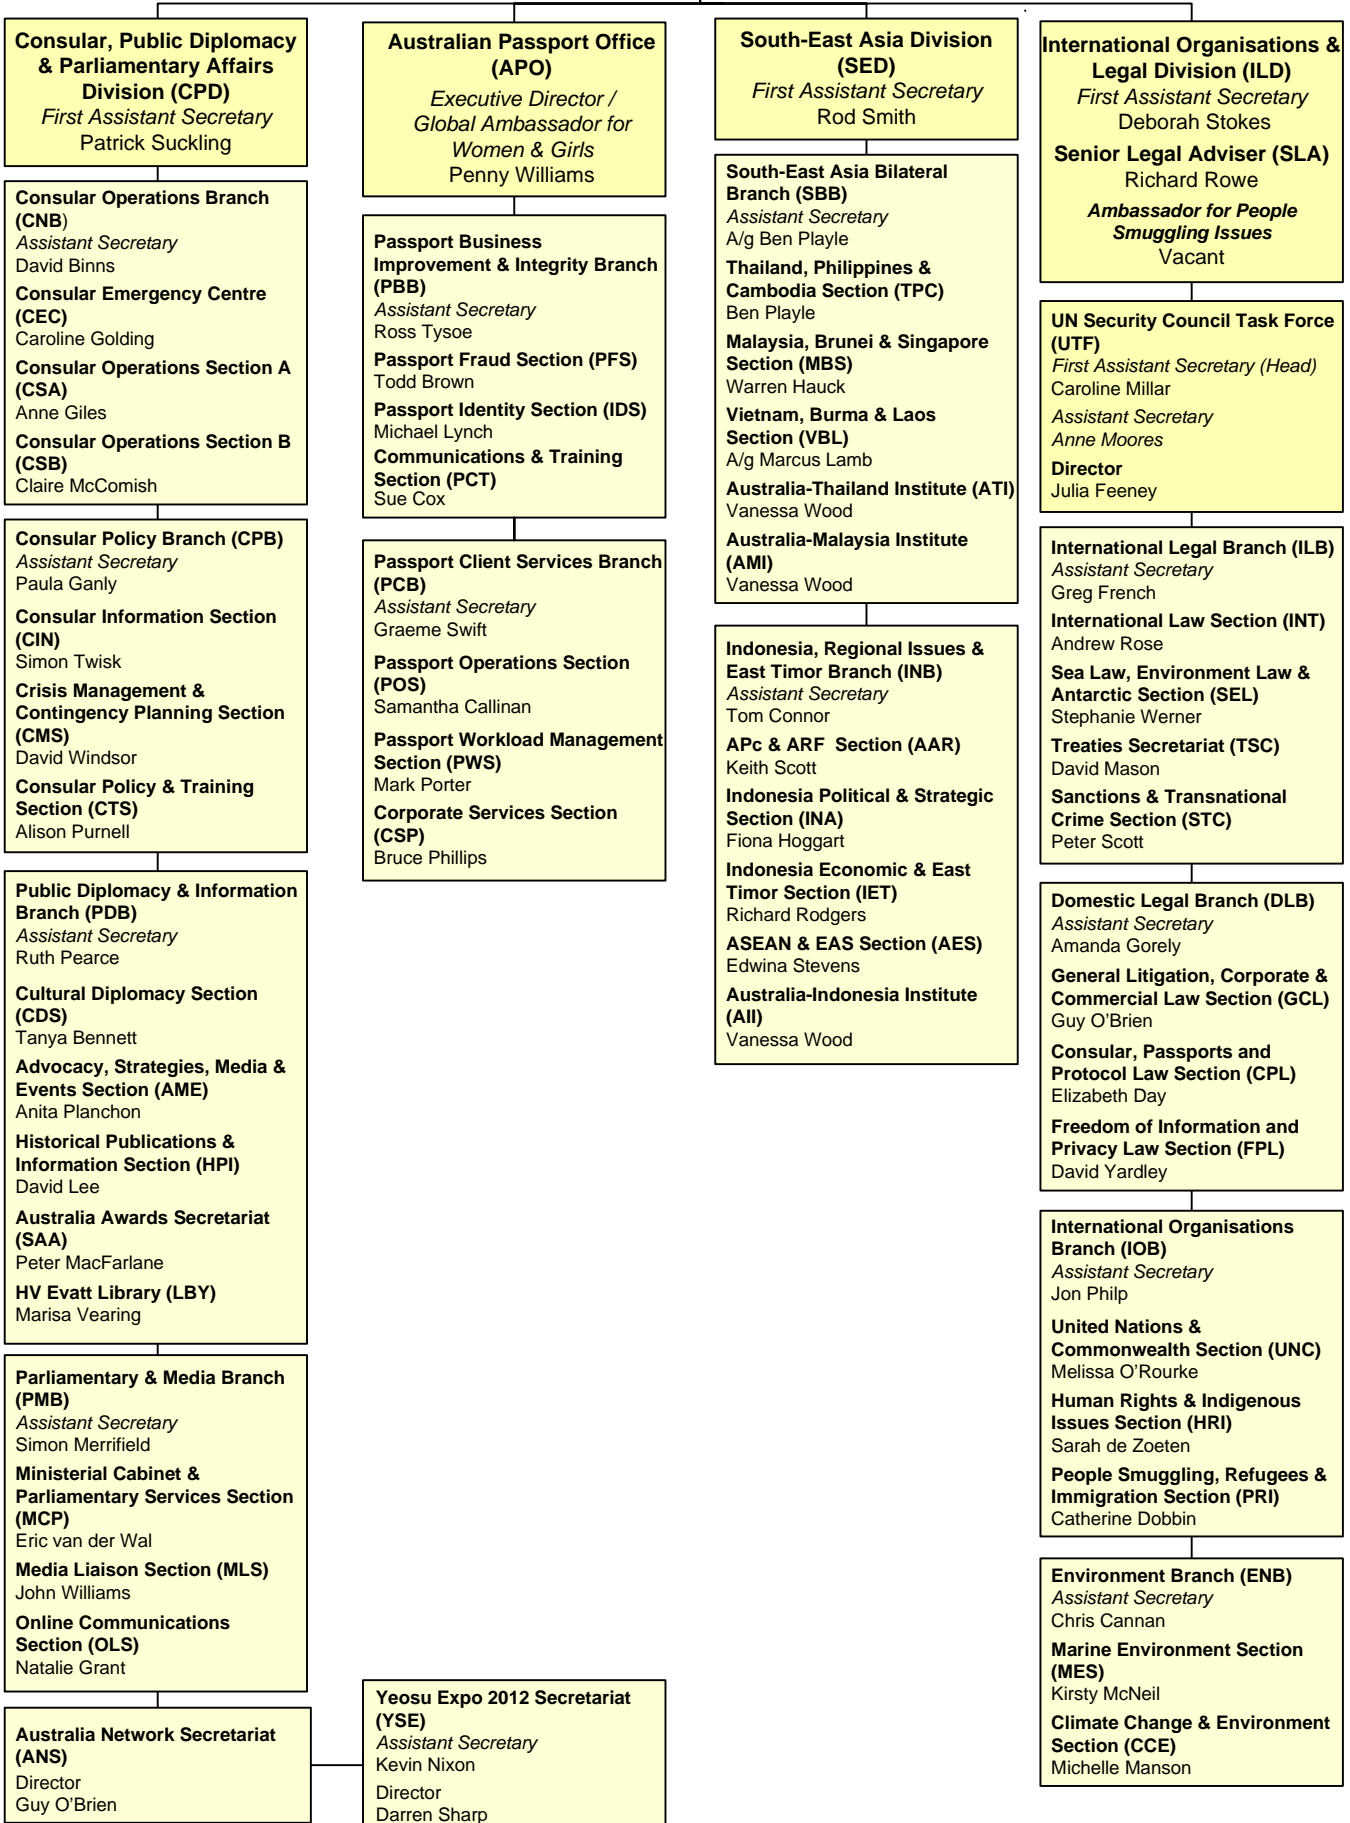 Consular, Public Diplomacy
& Parliamentary Affairs
Division (CPD)
First Assistant Secretary
Patrick Suckling
Consular Operations Branch
(CNB)
Assistant Secretary
David Binns
Consular Emergency Centre
(CEC)
Caroline Golding
Consular Operations Section A
(CSA)
Anne Giles
Consular Operations Section B
(CSB)
Claire McComish
Consular Policy Branch (CPB)
Assistant Secretary
Paula Ganly
Consular Information Section
(CIN)
Simon Twisk
Crisis Management &
Contingency Planning Section
(CMS)
David Windsor
Consular Policy & Training
Section (CTS)
Alison Purnell
Public Diplomacy & Information
Branch (PDB)
Assistant Secretary
Ruth Pearce
Cultural Diplomacy Section
(CDS)
Tanya Bennett
Advocacy, Strategies, Media &
Events Section (AME)
Anita Planchon
Historical Publications &
Information Section (HPI)
David Lee
Australia Awards Secretariat
(SAA)
Peter MacFarlane
HV Evatt Library (LBY)
Marisa Vearing
Parliamentary & Media Branch
(PMB)
Assistant Secretary
Simon Merrifield
Ministerial Cabinet &
Parliamentary Services Section
(MCP)
Eric van der Wal
Media Liaison Section (MLS)
John Williams
Online Communications
Section (OLS)
Natalie Grant
Australia Network Secretariat
(ANS)
Director
Guy O'Brien
Australian Passport Office
(APO)
Executive Director /
Global Ambassador for
Women & Girls
Penny Williams
Passport Business
Improvement & Integrity Branch
(PBB)
Assistant Secretary
Ross Tysoe
Passport Fraud Section (PFS)
Todd Brown
Passport Identity Section (IDS)
Michael Lynch
Communications & Training
Section (PCT)
Sue Cox
Passport Client Services Branch
(PCB)
Assistant Secretary
Graeme Swift
Passport Operations Section
(POS)
Samantha Callinan
Passport Workload Management
Section (PWS)
Mark Porter
Corporate Services Section
(CSP)
Bruce Phillips
Yeosu Expo 2012 Secretariat
(YSE)
Assistant Secretary
Kevin Nixon
Director
Darren Sharp
South-East Asia Division
(SED)
First Assistant Secretary
Rod Smith
South-East Asia Bilateral
Branch (SBB)
Assistant Secretary
A/g Ben Playle
Thailand, Philippines &
Cambodia Section (TPC)
Ben Playle
Malaysia, Brunei & Singapore
Section (MBS)
Warren Hauck
Vietnam, Burma & Laos
Section (VBL)
A/g Marcus Lamb
Australia-Thailand Institute (ATI)
Vanessa Wood
Australia-Malaysia Institute
(AMI)
Vanessa Wood
Indonesia, Regional Issues &
East Timor Branch (INB)
Assistant Secretary
Tom Connor
APc & ARF Section (AAR)
Keith Scott
Indonesia Political & Strategic
Section (INA)
Fiona Hoggart
Indonesia Economic & East
Timor Section (IET)
Richard Rodgers
ASEAN & EAS Section (AES)
Edwina Stevens
Australia-Indonesia Institute
(AII)
Vanessa Wood
International Organisations &
Legal Division (ILD)
First Assistant Secretary
Deborah Stokes
Senior Legal Adviser (SLA)
Richard Rowe
Ambassador for People
Smuggling Issues
Vacant
UN Security Council Task Force
(UTF)
First Assistant Secretary (Head)
Caroline Millar
Assistant Secretary
Anne Moores
Director
Julia Feeney
International Legal Branch (ILB)
Assistant Secretary
Greg French
International Law Section (INT)
Andrew Rose
Sea Law, Environment Law &
Antarctic Section (SEL)
Stephanie Werner
Treaties Secretariat (TSC)
David Mason
Sanctions & Transnational
Crime Section (STC)
Peter Scott
Domestic Legal Branch (DLB)
Assistant Secretary
Amanda Gorely
General Litigation, Corporate &
Commercial Law Section (GCL)
Guy O'Brien
Consular, Passports and
Protocol Law Section (CPL)
Elizabeth Day
Freedom of Information and
Privacy Law Section (FPL)
David Yardley
International Organisations
Branch (IOB)
Assistant Secretary
Jon Philp
United Nations &
Commonwealth Section (UNC)
Melissa O'Rourke
Human Rights & Indigenous
Issues Section (HRI)
Sarah de Zoeten
People Smuggling, Refugees &
Immigration Section (PRI)
Catherine Dobbin
Environment Branch (ENB)
Assistant Secretary
Chris Cannan
Marine Environment Section
(MES)
Kirsty McNeil
Climate Change & Environment
Section (CCE)
Michelle Manson